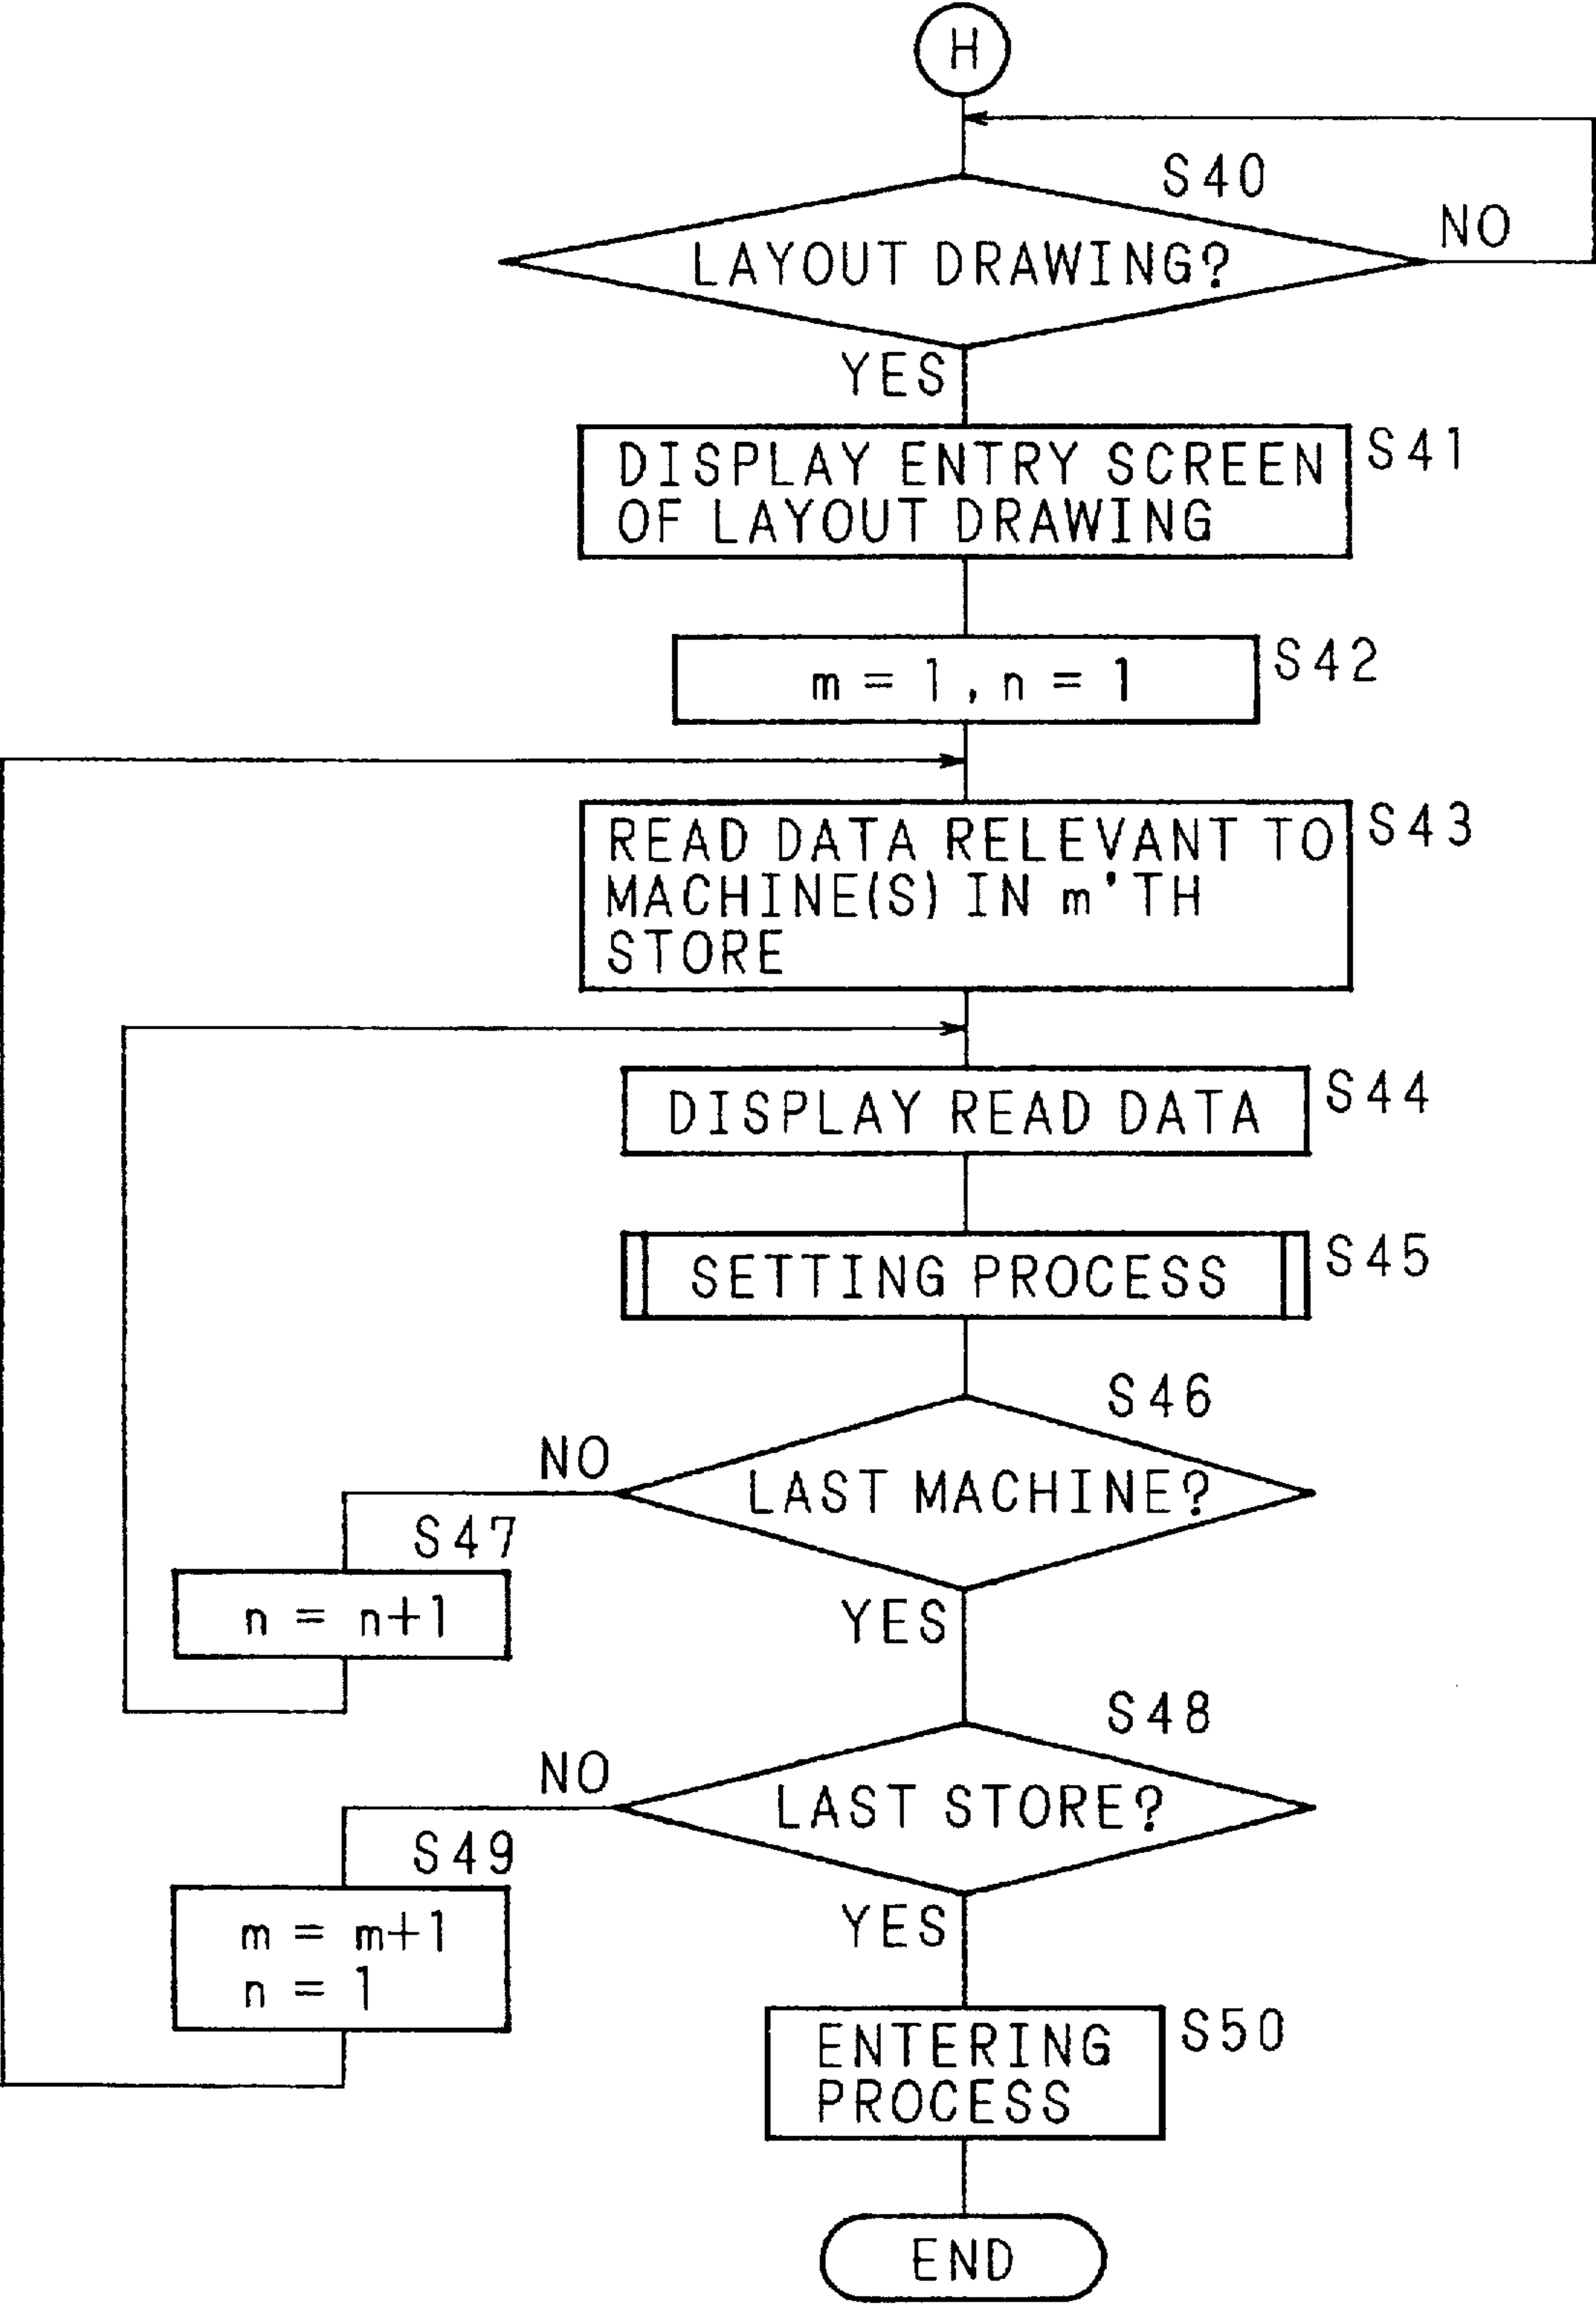 H
S40
NO
LAYOUT DRAWING?
YES
DISPLAY ENTRY SCREEN
OF LAYOUT DRAWING
S41
m = 1 , n = 1
S42
READ DATA RELEVANT TO
MACHINE(S) IN m'TH
STORE
S43
DISPLAY READ DATA
S44
SETTING PROCESS
S45
S46
NO
LAST MACHINE?
S47
n = n+1
YES
S48
NO
LAST STORE?
S49
m = m+1
n = 1
YES
ENTERING
PROCESS
S50
END